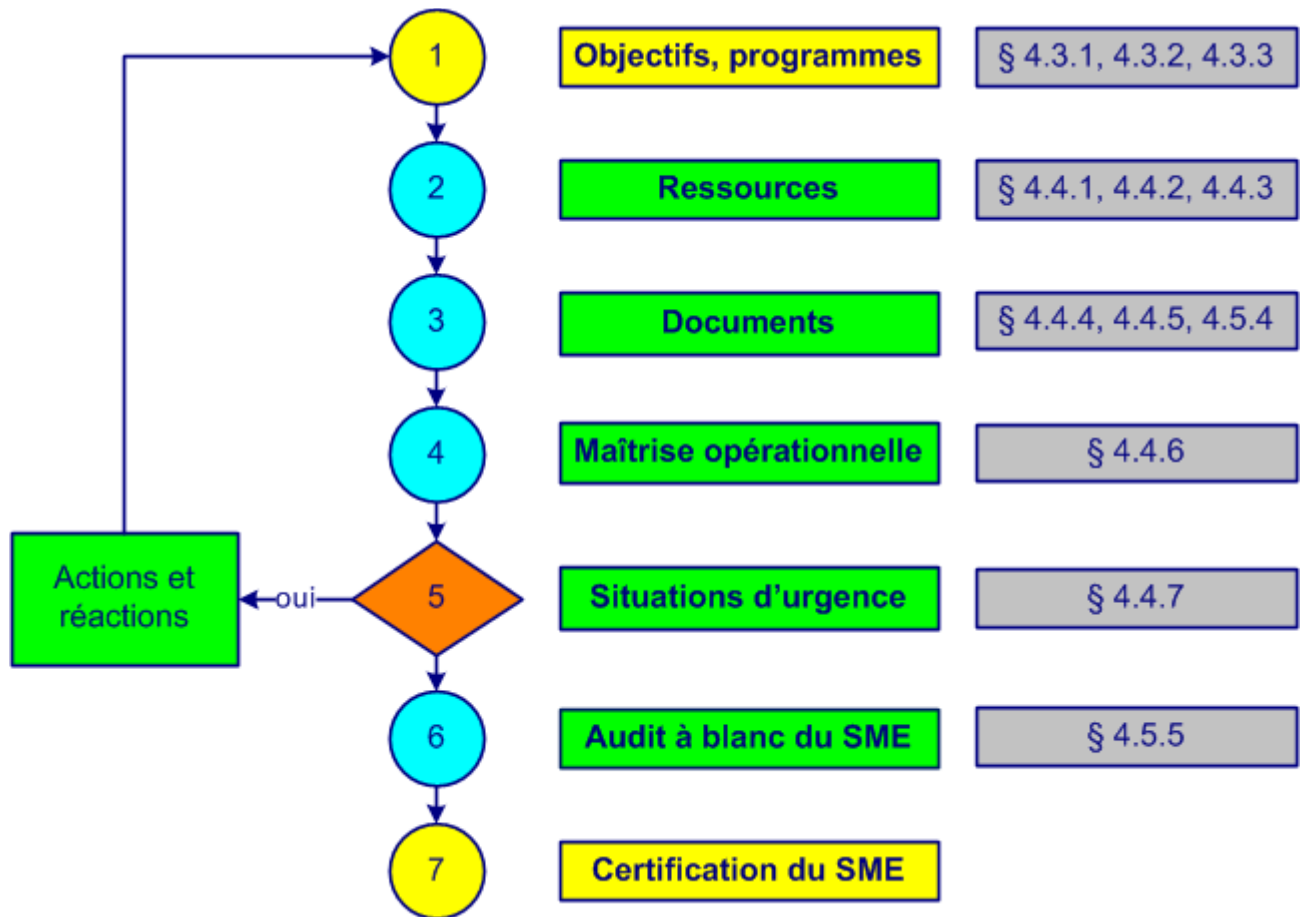 1
Objectifs, programmes
§ 4.3.1, 4.3.2, 4.3.3
2
Ressources
§ 4.4.1, 4.4.2, 4.4.3
3
Documents
§ 4.4.4, 4.4.5, 4.5.4
4
Maîtrise opérationnelle
§ 4.4.6
Actions et
réactions
oui
5
Situations d'urgence
§ 4.4.7
6
Audit à blanc du SME
§ 4.5.5
7
Certification du SME